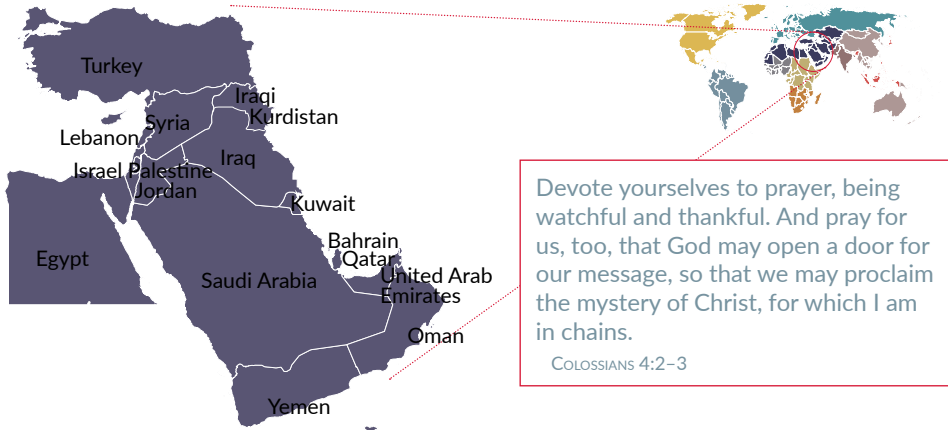 Turkey
Iraqi
Kurdistan
Syria
Lebanon
Iraq
Israel Palestine
Jordan
Kuwait
Bahrain
Qatar
Egypt
Saudi Arabia
United Arab
Emirates
Oman
Yemen
Devote yourselves to prayer, being
watchful and thankful. And pray for
us, too, that God may open a door for
our message, so that we may proclaim
the mystery of Christ, for which I am
in chains.
Colossians 4:2–3